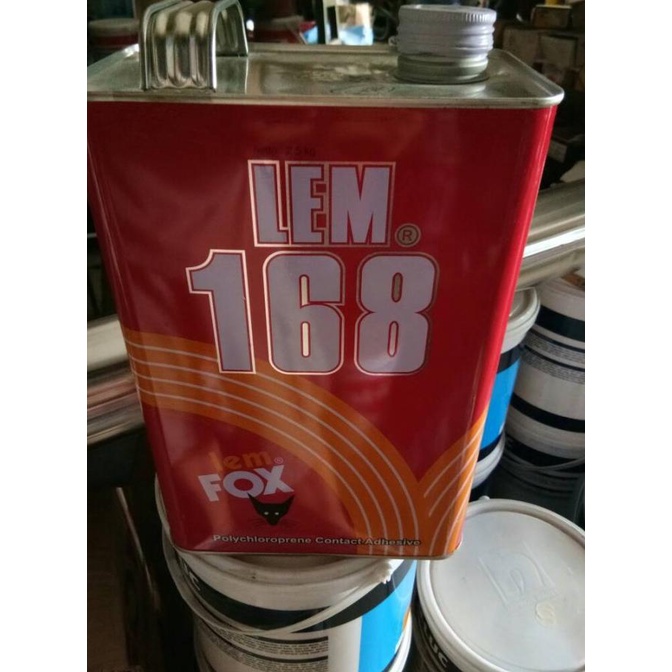 LEM®
168
lem®
FOX
Polychloroprene Contact Adhesive